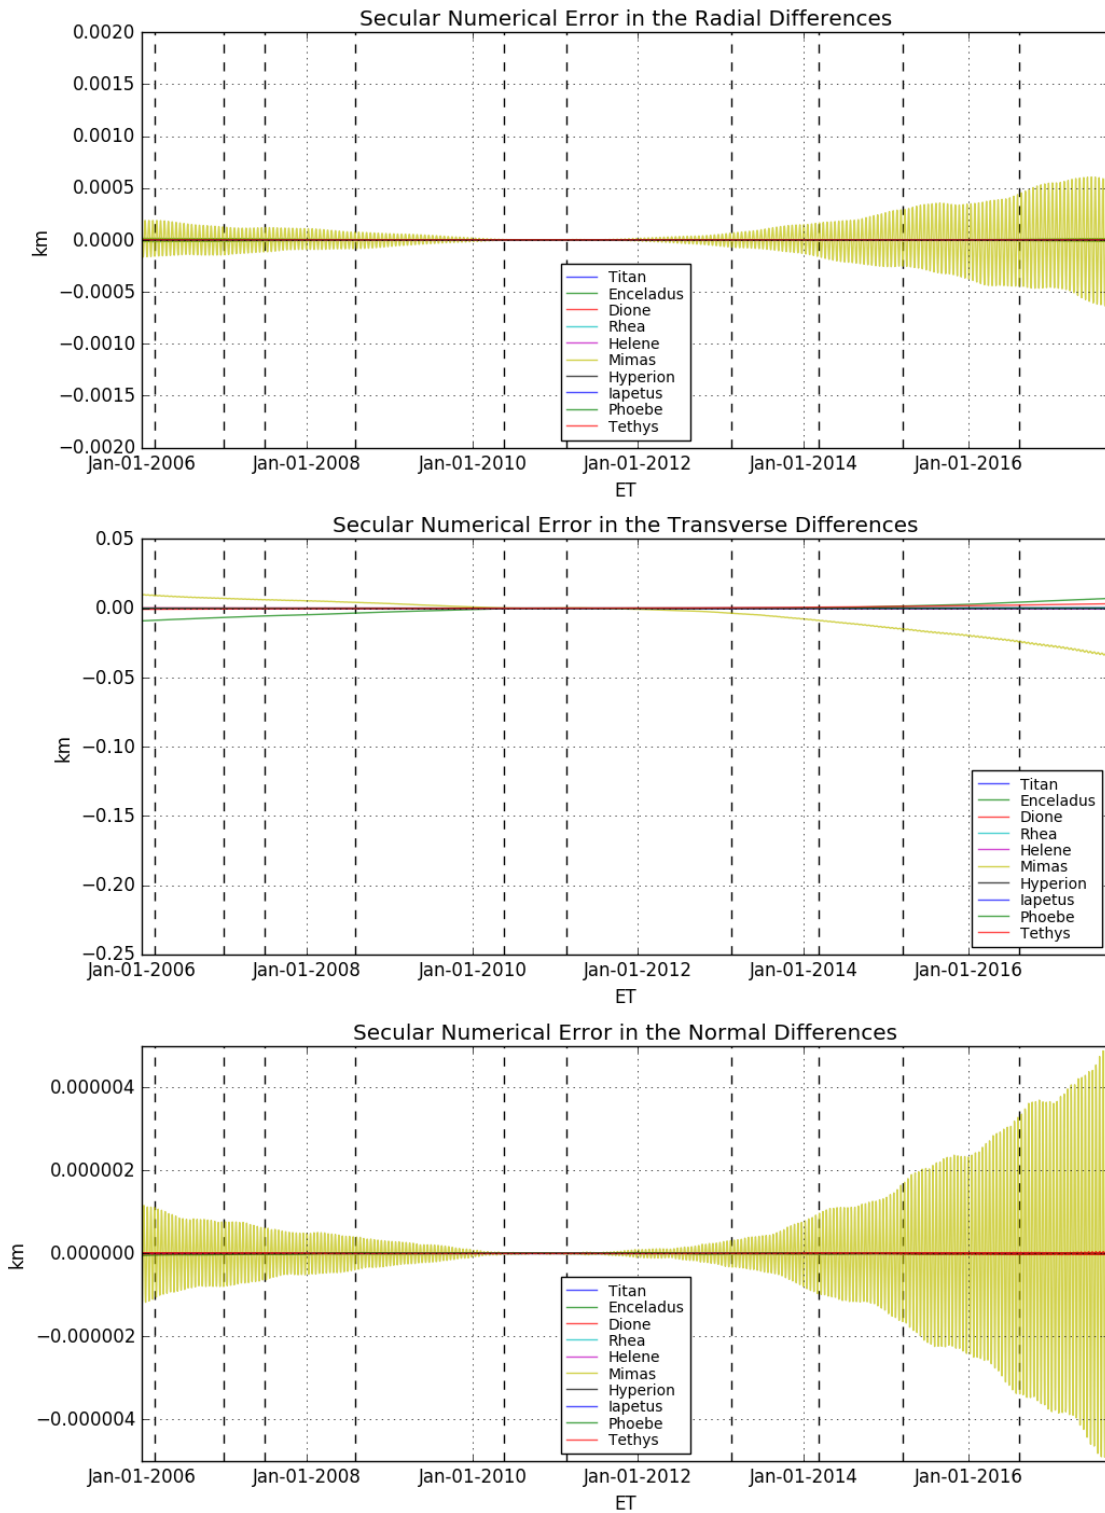 Secular Numerical Error in the Radial Differences
0.0020
0.0015
0.0010
0.0005
0.0000
−0.0005
−0.0010
−0.0015
−0.0020
km
Titan
Enceladus
Dione
Rhea
Helene
Mimas
Hyperion
Iapetus
Phoebe
Tethys
Jan-01-2006 Jan-01-2008 Jan-01-2010 Jan-01-2012 Jan-01-2014 Jan-01-2016
ET
Secular Numerical Error in the Transverse Differences
0.05
0.00
−0.05
−0.10
−0.15
−0.20
−0.25
km
Titan
Enceladus
Dione
Rhea
Helene
Mimas
Hyperion
Iapetus
Phoebe
Tethys
Jan-01-2006 Jan-01-2008 Jan-01-2010 Jan-01-2012 Jan-01-2014 Jan-01-2016
ET
Secular Numerical Error in the Normal Differences
0.000004
0.000002
0.000000
−0.000002
−0.000004
km
Titan
Enceladus
Dione
Rhea
Helene
Mimas
Hyperion
Iapetus
Phoebe
Tethys
Jan-01-2006 Jan-01-2008 Jan-01-2010 Jan-01-2012 Jan-01-2014 Jan-01-2016
ET